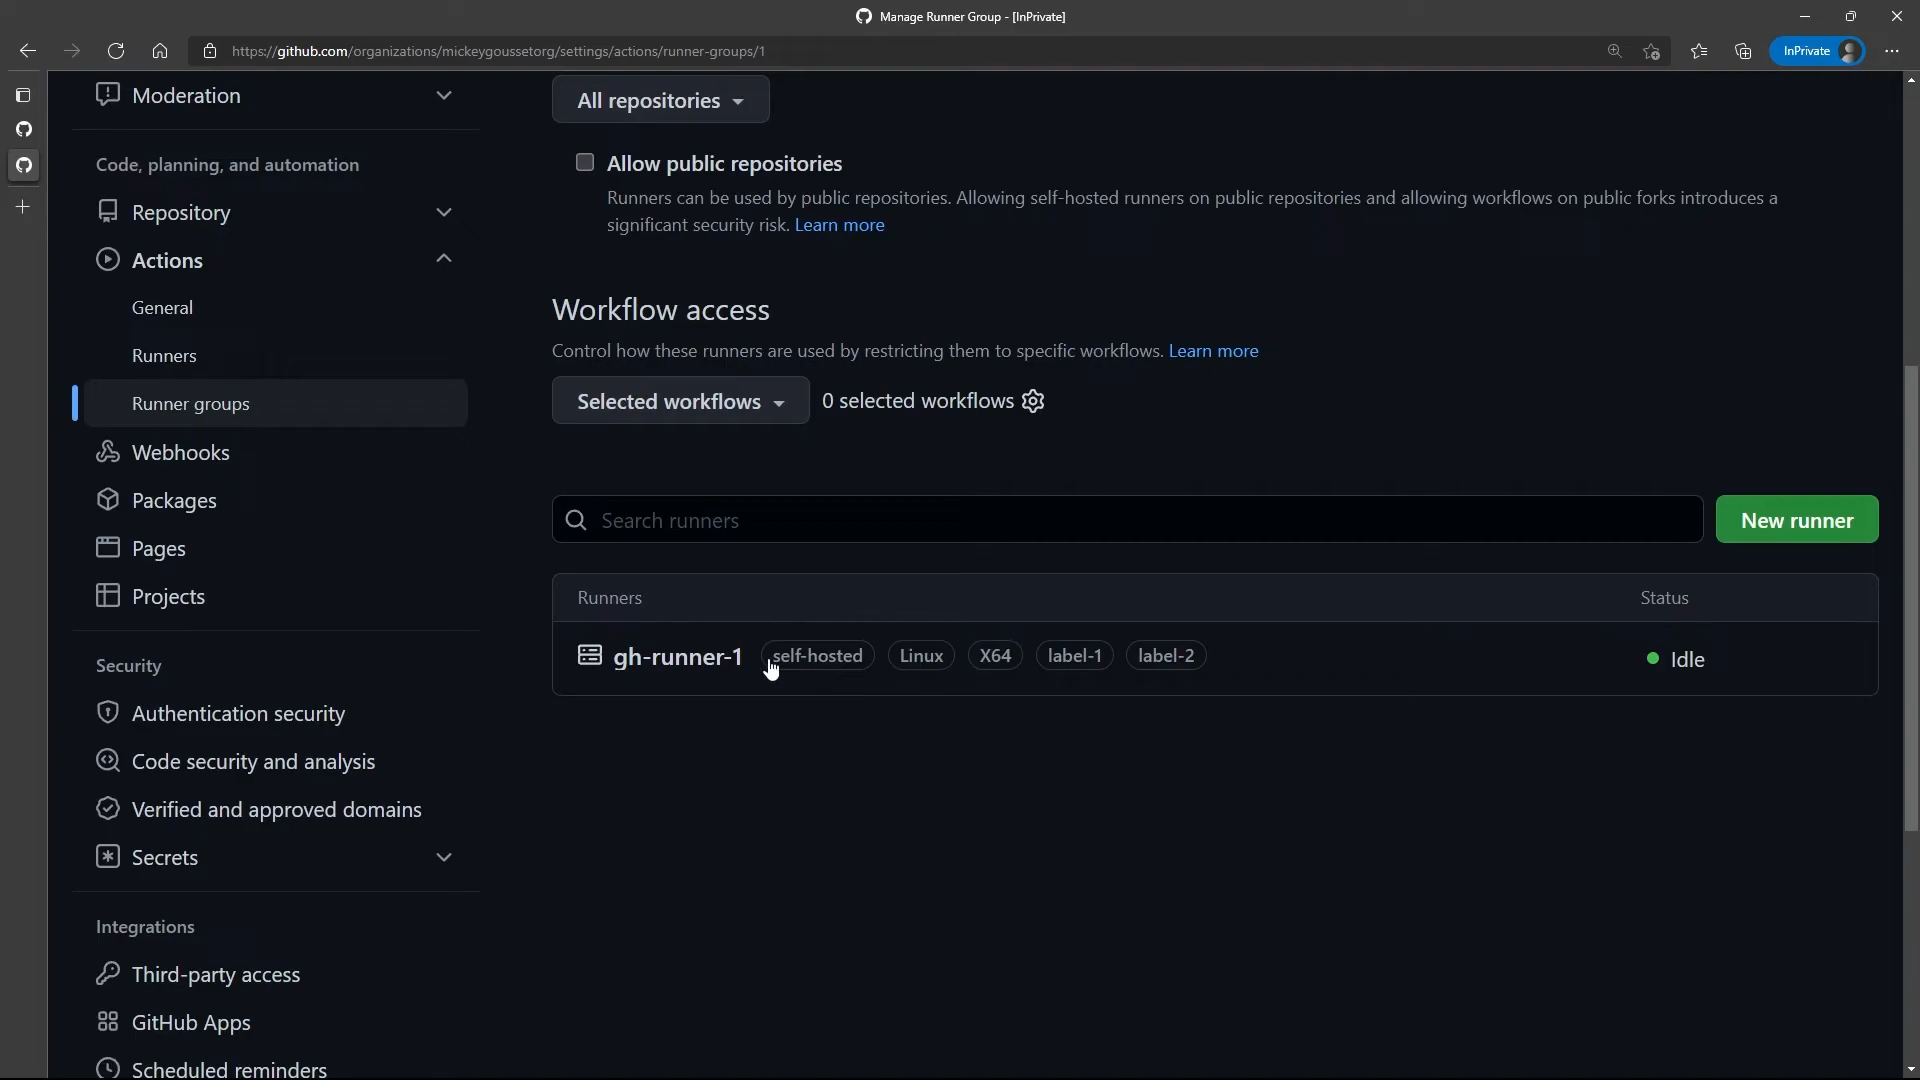 Manage Runner Group - [InPrivate]
https://github.com/organizations/mickeygoussetorg/settings/actions/runner-groups/1
InPrivate
Moderation
Code, planning, and automation
Repository
Actions
General
Runners
Runner groups
Webhooks
Packages
Pages
Projects
Security
Authentication security
Code security and analysis
Verified and approved domains
Secrets
Integrations
Third-party access
GitHub Apps
Scheduled reminders
All repositories
Allow public repositories
Runners can be used by public repositories. Allowing self-hosted runners on public repositories and allowing workflows on public forks introduces a
significant security risk. Learn more
Workflow access
Control how these runners are used by restricting them to specific workflows. Learn more
Selected workflows 0 selected workflows
Search runners
New runner
Runners Status
gh-runner-1 self-hosted Linux X64 label-1 label-2 Idle